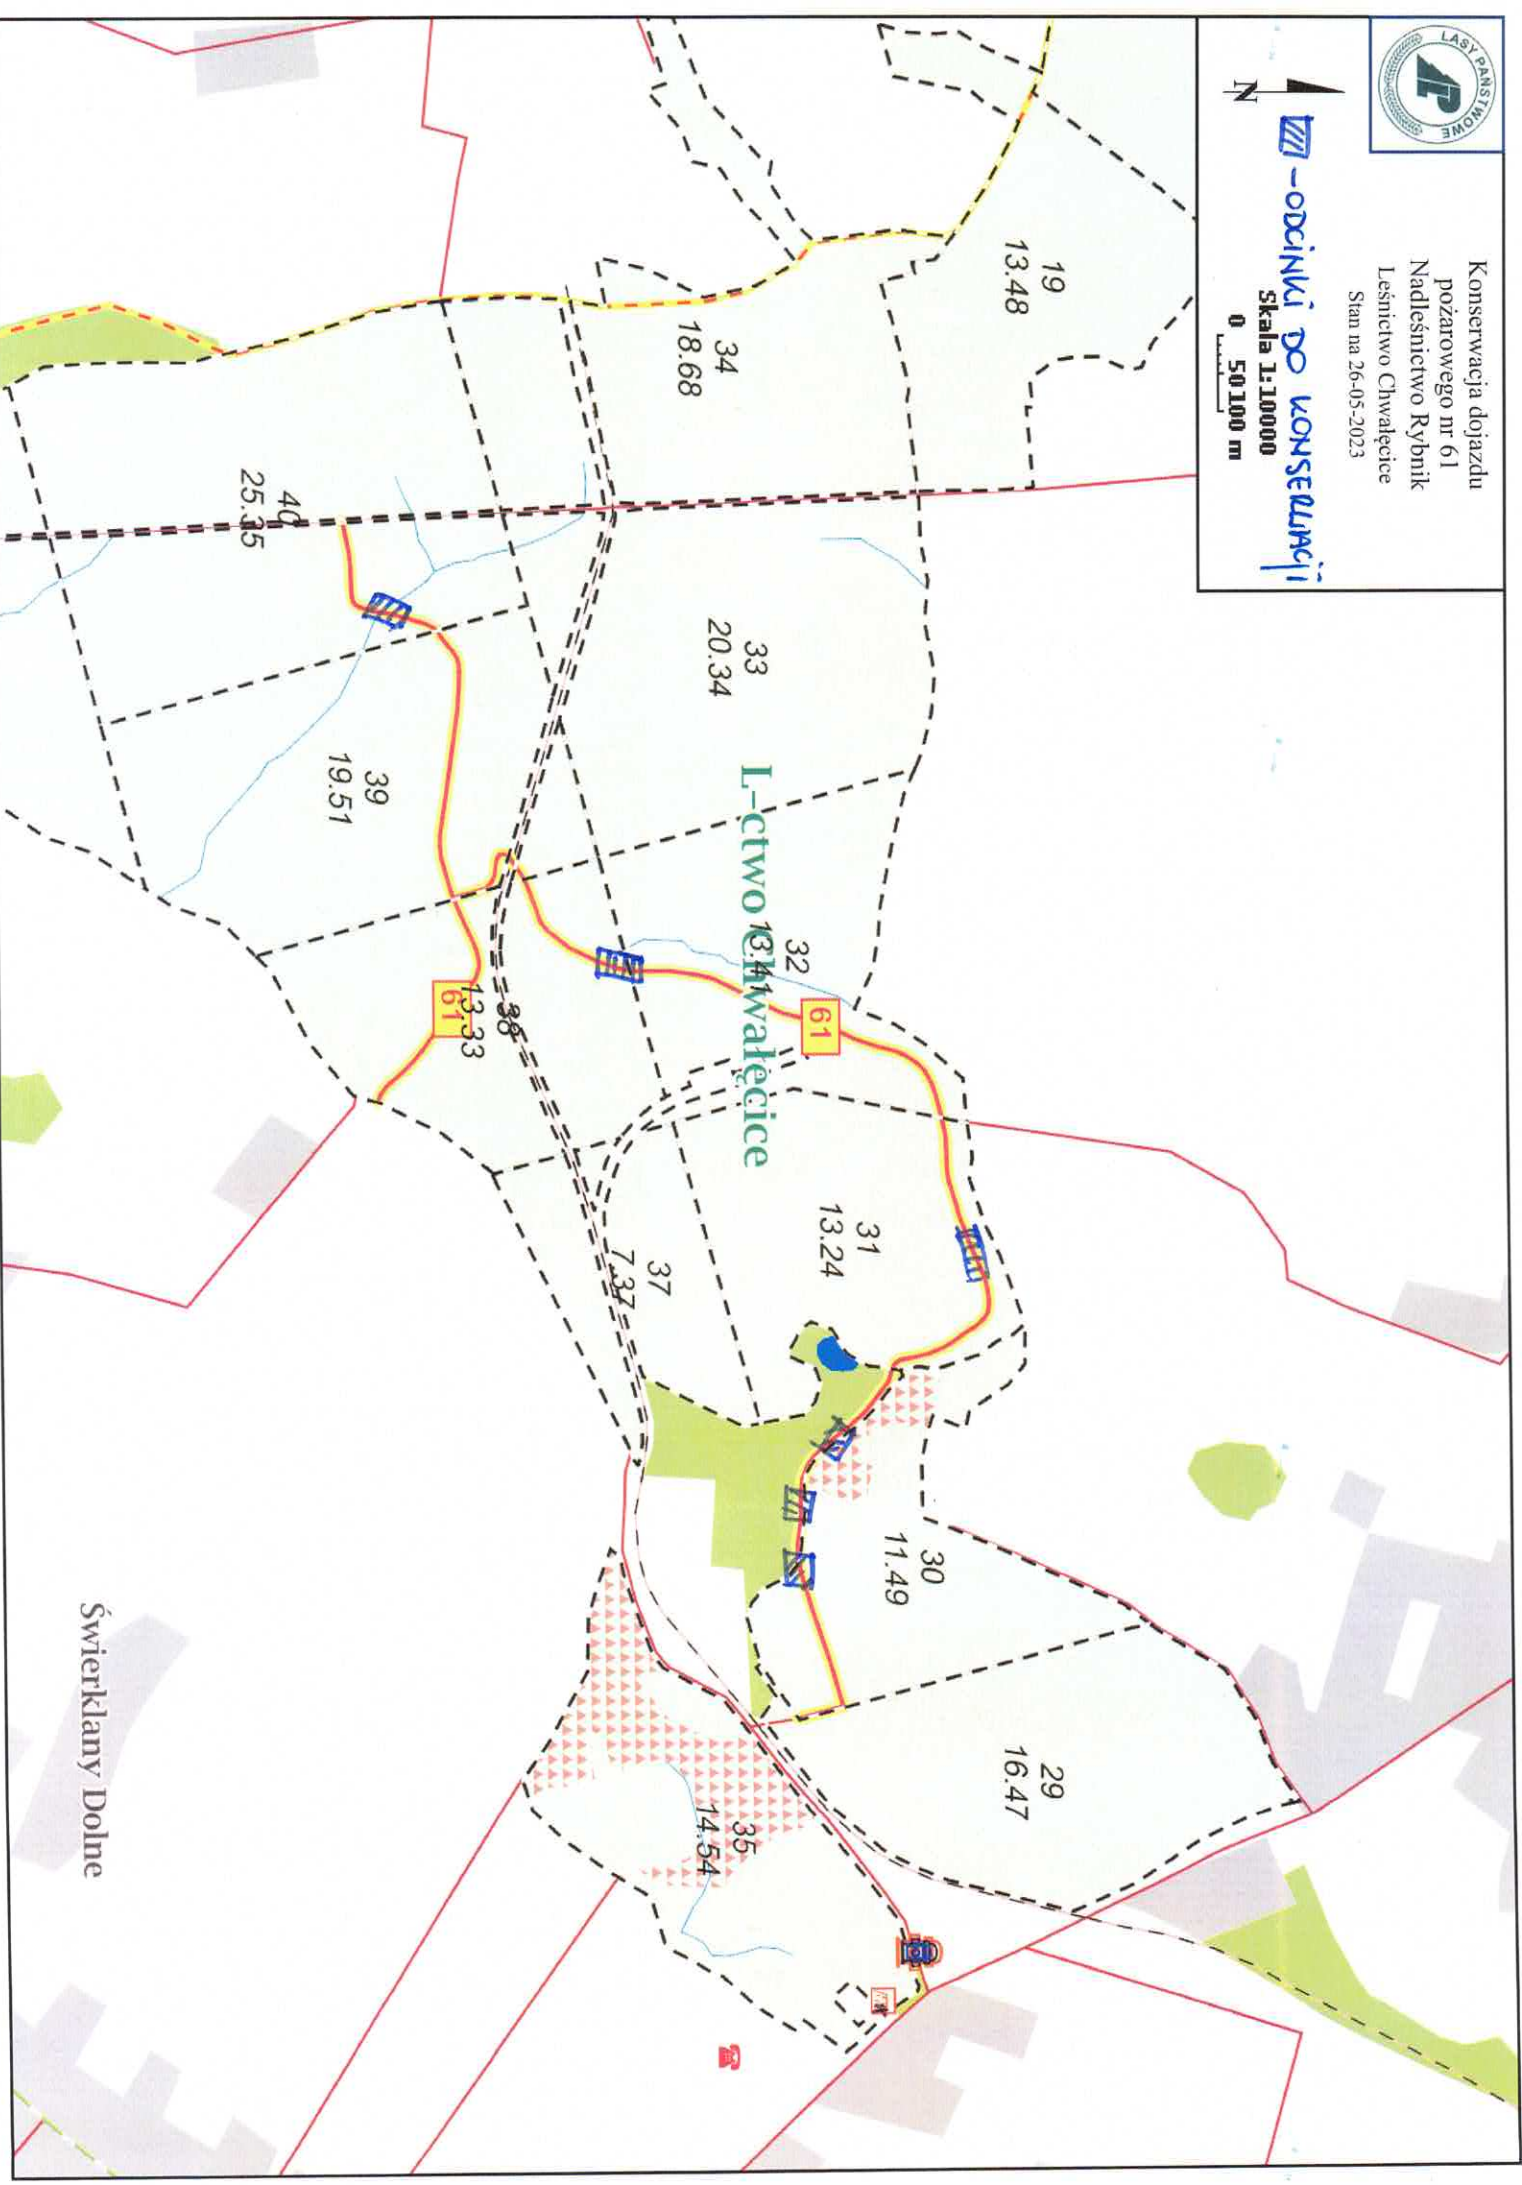 LASY PAŃSTWOWE
LP
Konserwacja dojazdu
pożarowego nr 61
Nadleśnictwo Rybnik
Leśnictwo Chwałęcice
Stan na 26-05-2023
N
-ODCINKI DO KONSERWACJI
Skala 1:10000
0 50 100 m
19
13.48
34
18.68
33
20.34
40
25.35
39
19.51
L-ctwo Chwałęcice
32
13.41
61
38
13.33
61
31
13.24
37
7.37
30
11.49
29
16.47
35
14.54
Świerklany Dolne